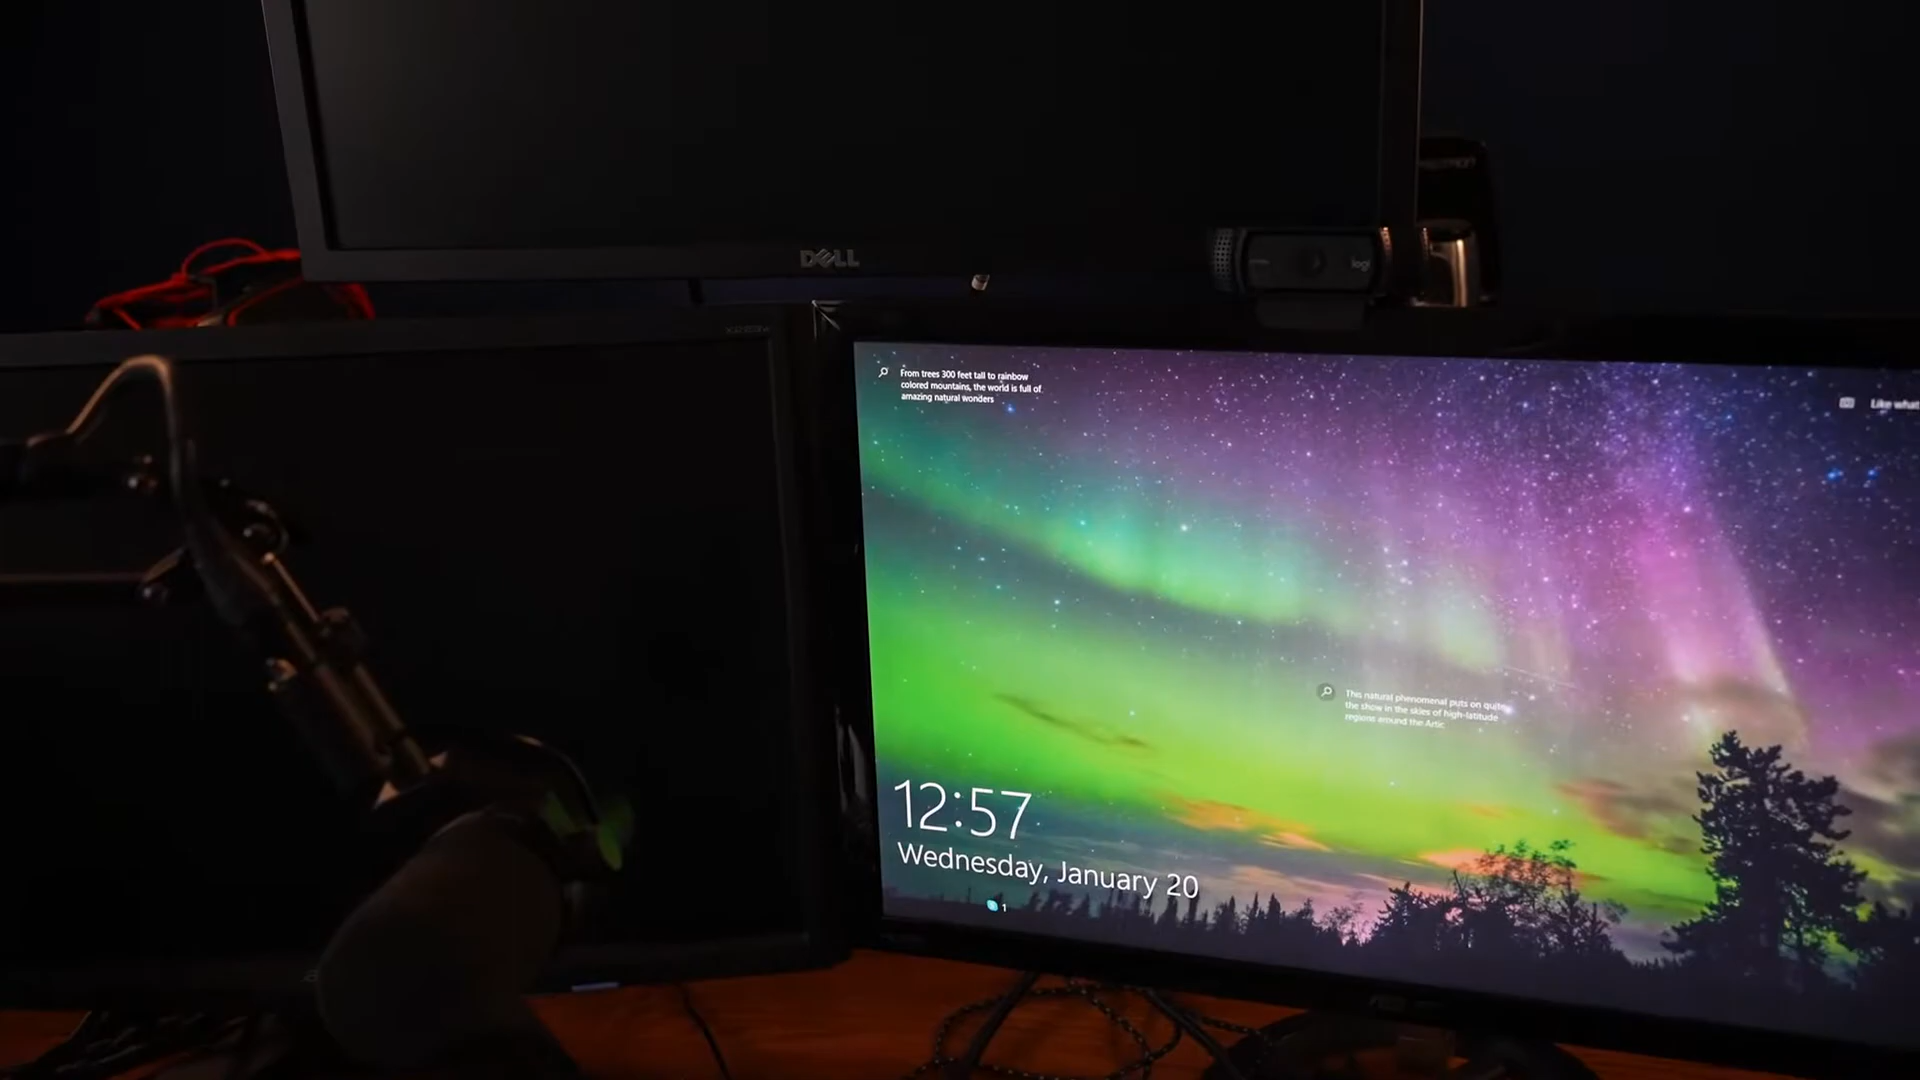 DELL
logi
From trees 300 feet tall to rainbow
colored mountains, the world is full of
amazing natural wonders
Like what
This natural phenomenal puts on quite
the show in the skies of high-latitude
regions around the Artic
12:57
Wednesday, January 20
1